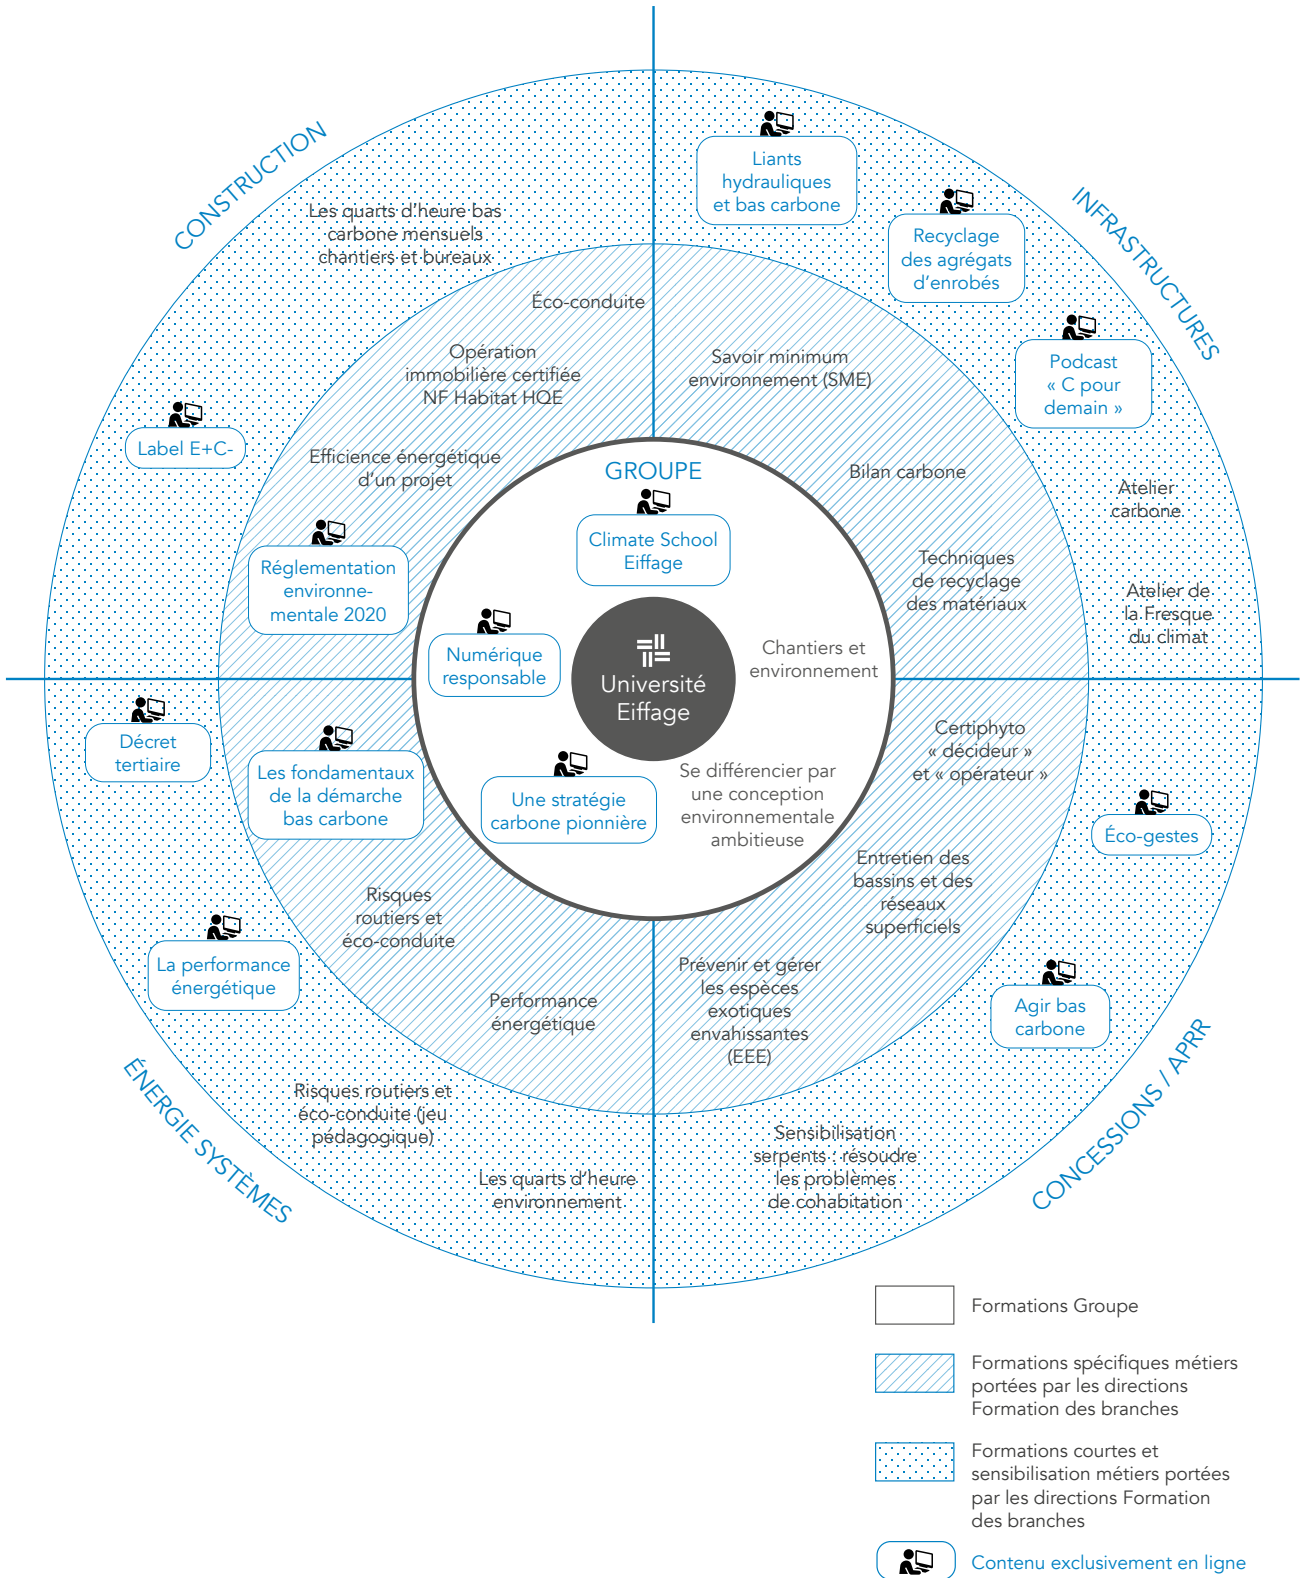 CONSTRUCTION
Les quarts d'heure bas
carbone mensuels
chantiers et bureaux
Label E+C-
Éco-conduite
Opération
immobilière certifiée
NF Habitat HQE
Efficience énergétique
d'un projet
Réglementation
environne-
mentale 2020
INFRASTRUCTURES
Liants
hydrauliques
et bas carbone
Recyclage
des agrégats
d'enrobés
Podcast
« C pour
demain »
Atelier
carbone
Atelier de
la Fresque
du climat
Savoir minimum
environnement (SME)
Bilan carbone
Techniques
de recyclage
des matériaux
GROUPE
Climate School
Eiffage
Numérique
responsable
Université
Eiffage
Chantiers et
environnement
Une stratégie
carbone pionnière
Se différencier par
une conception
environnementale
ambitieuse
Décret
tertiaire
Les fondamentaux
de la démarche
bas carbone
Risques
routiers et
éco-conduite
La performance
énergétique
Performance
énergétique
Risques routiers et
éco-conduite (jeu
pédagogique)
Les quarts d'heure
environnement
ÉNERGIE SYSTÈMES
Certiphyto
« décideur »
et « opérateur »
Éco-gestes
Entretien des
bassins et des
réseaux
superficiels
Prévenir et gérer
les espèces
exotiques
envahissantes
(EEE)
Agir bas
carbone
Sensibilisation
serpents : résoudre
les problèmes
de cohabitation
CONCESSIONS / APRR
Formations Groupe
Formations spécifiques métiers
portées par les directions
Formation des branches
Formations courtes et
sensibilisation métiers portées
par les directions Formation
des branches
Contenu exclusivement en ligne